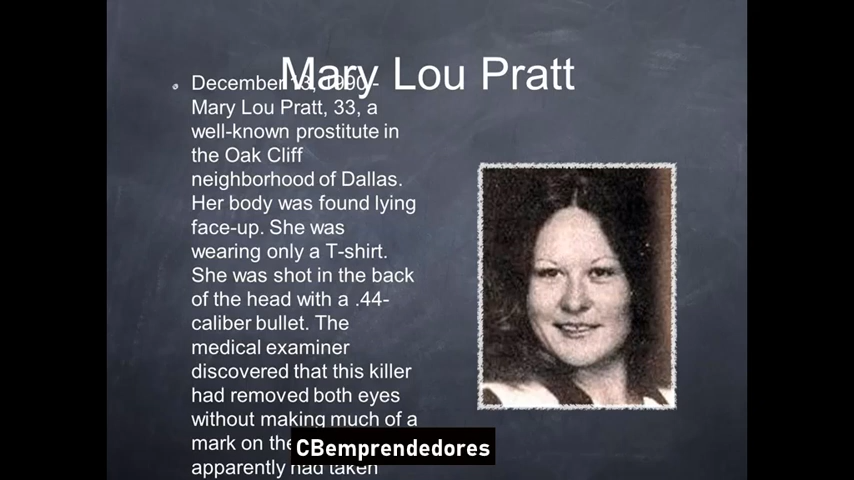 Mary Lou Pratt
December 13, 1990 -
Mary Lou Pratt, 33, a
well-known prostitute in
the Oak Cliff
neighborhood of Dallas.
Her body was found lying
face-up. She was
wearing only a T-shirt.
She was shot in the back
of the head with a .44-
caliber bullet. The
medical examiner
discovered that this killer
had removed both eyes
without making much of a
mark on the
apparently had taken
CBemprendedores